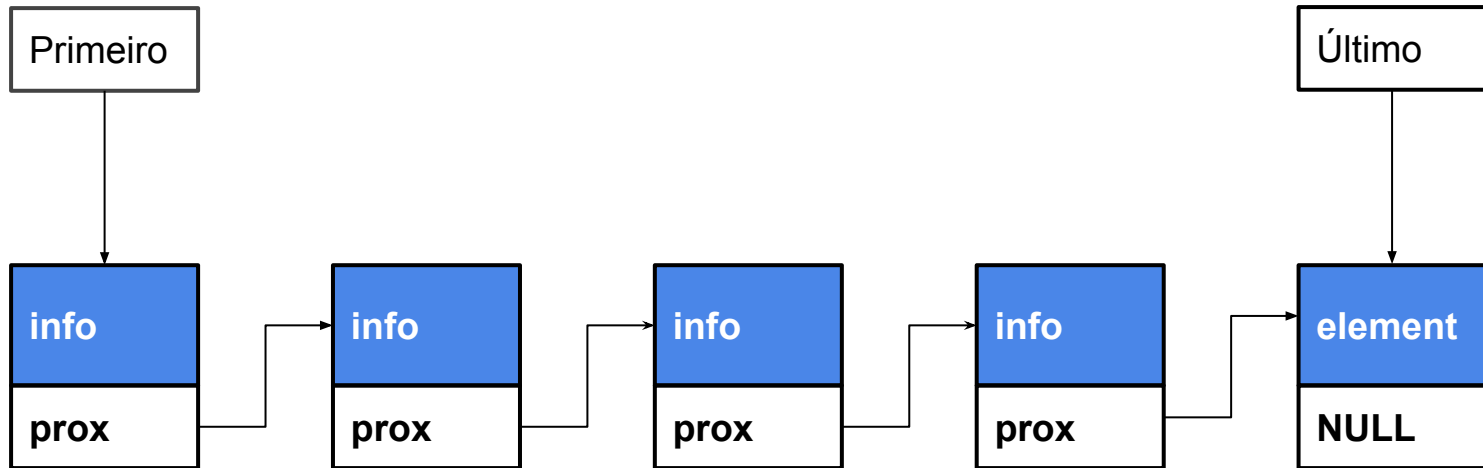 Primeiro
Último
info
info
info
info
element
prox
prox
prox
prox
NULL